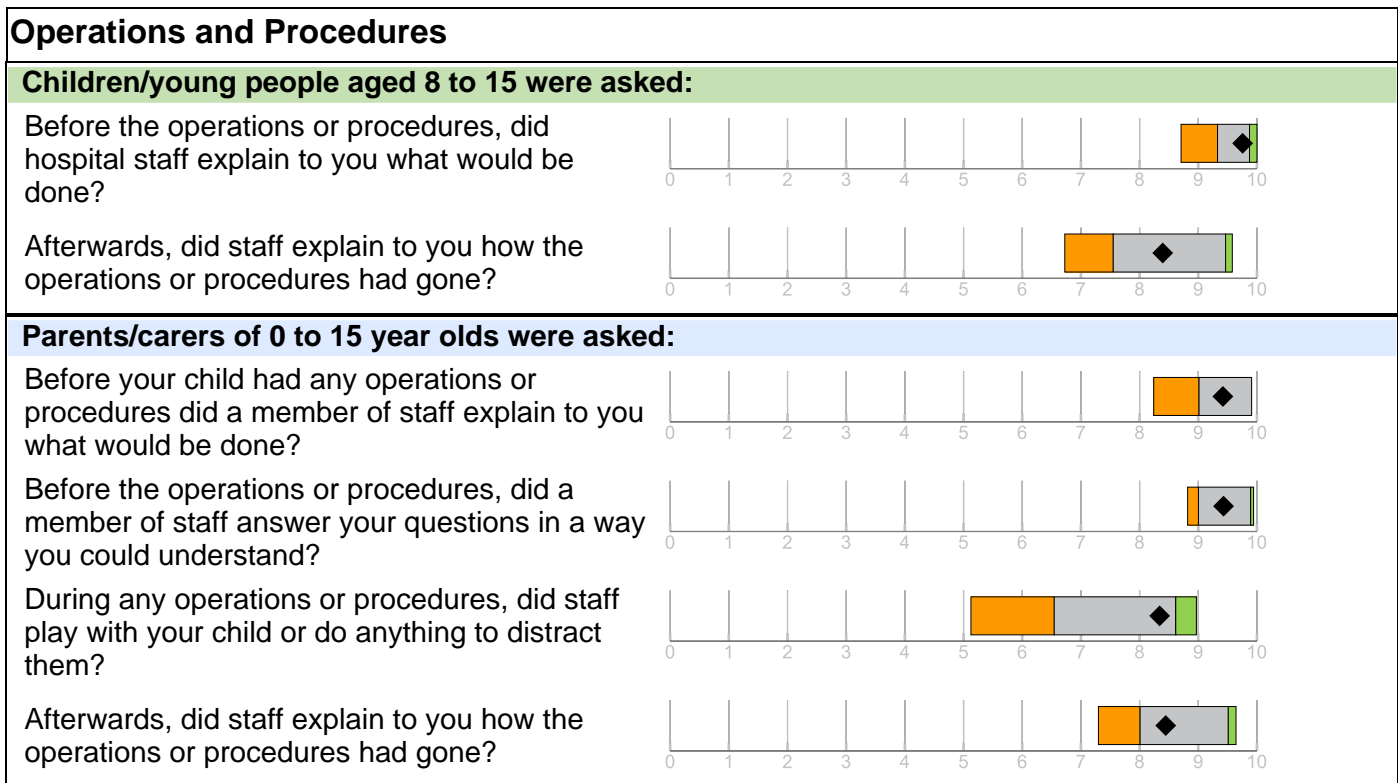 Operations and Procedures
Children/young people aged 8 to 15 were asked:
Before the operations or procedures, did
hospital staff explain to you what would be
done?
0 1 2 3 4 5 6 7 8 9 10
Afterwards, did staff explain to you how the
operations or procedures had gone?
0 1 2 3 4 5 6 7 8 9 10
Parents/carers of 0 to 15 year olds were asked:
Before your child had any operations or
procedures did a member of staff explain to you
what would be done?
0 1 2 3 4 5 6 7 8 9 10
Before the operations or procedures, did a
member of staff answer your questions in a way
you could understand?
0 1 2 3 4 5 6 7 8 9 10
During any operations or procedures, did staff
play with your child or do anything to distract
them?
0 1 2 3 4 5 6 7 8 9 10
Afterwards, did staff explain to you how the
operations or procedures had gone?
0 1 2 3 4 5 6 7 8 9 10